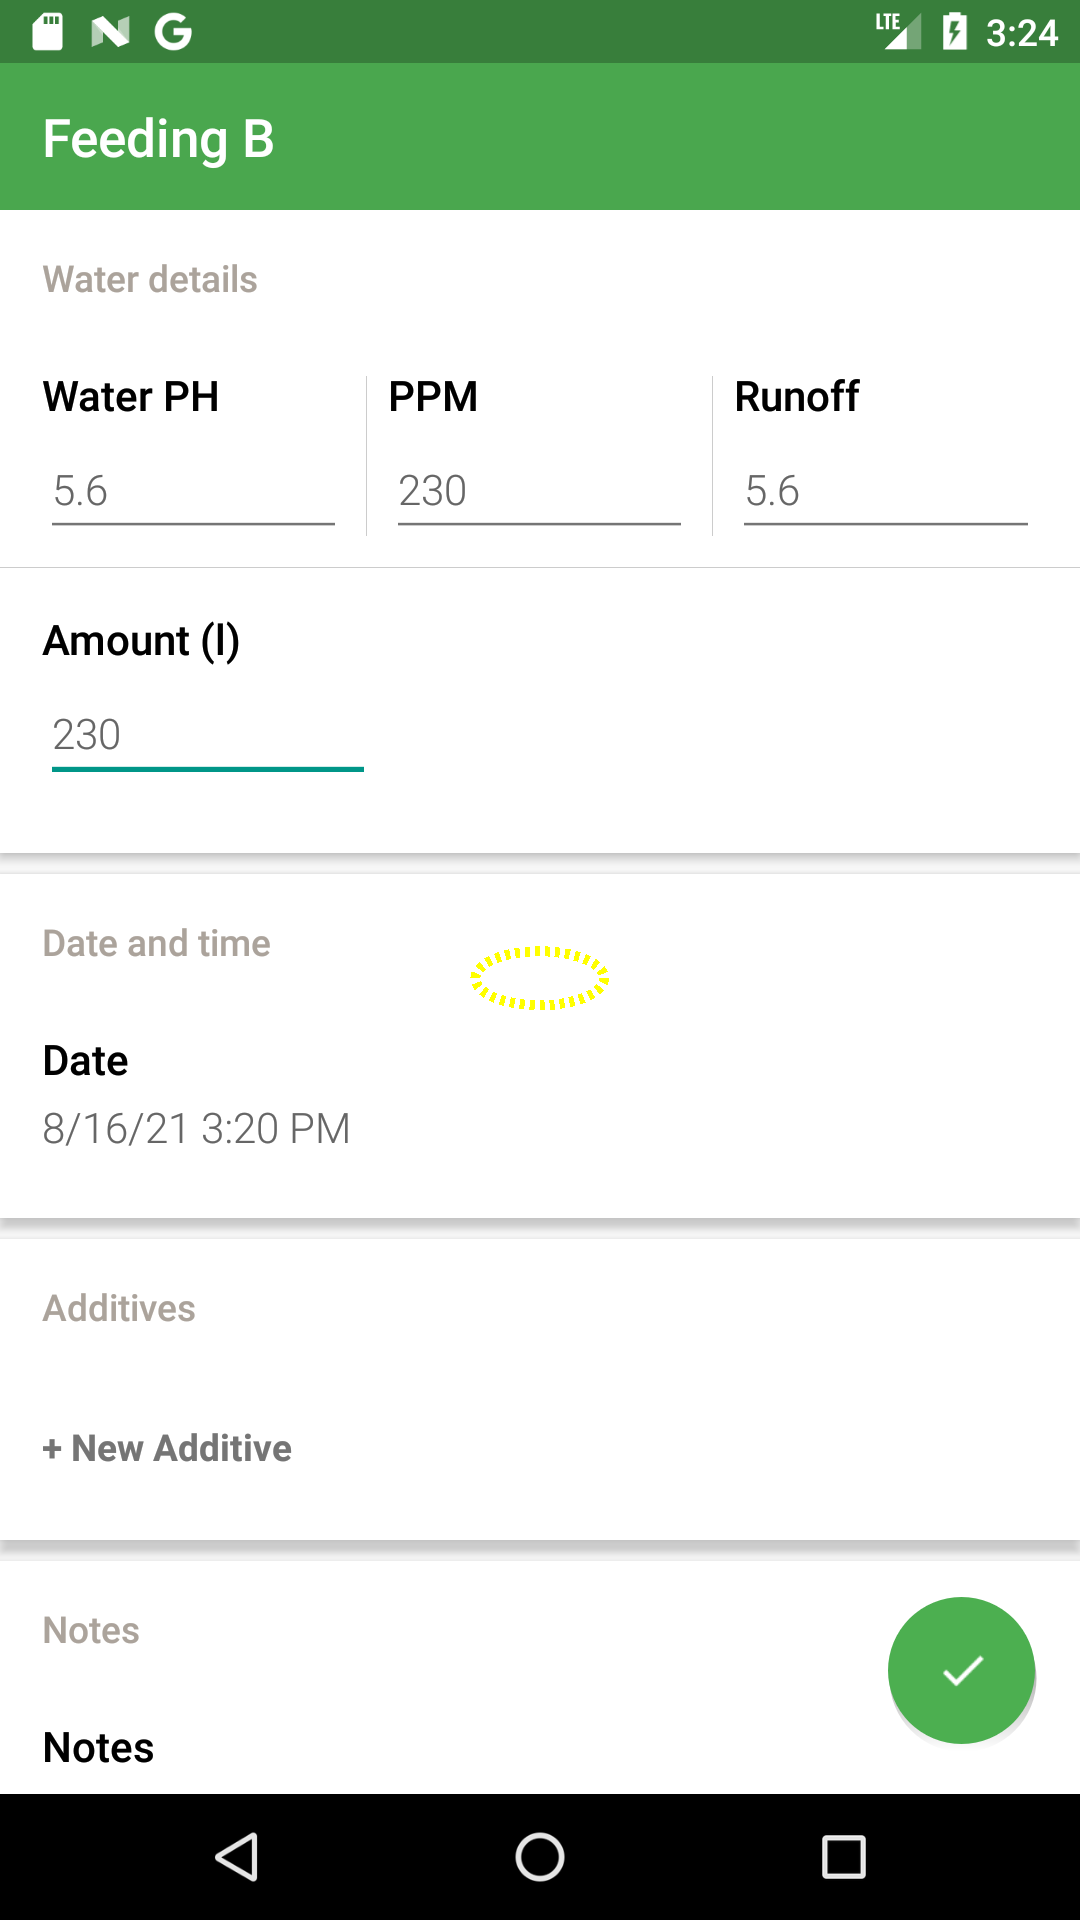 LTE 3:24
Feeding B
Water details
Water PH PPM Runoff
5.6 230 5.6
Amount (l)
230
Date and time
Date
8/16/21 3:20 PM
Additives
+ New Additive
Notes
Notes